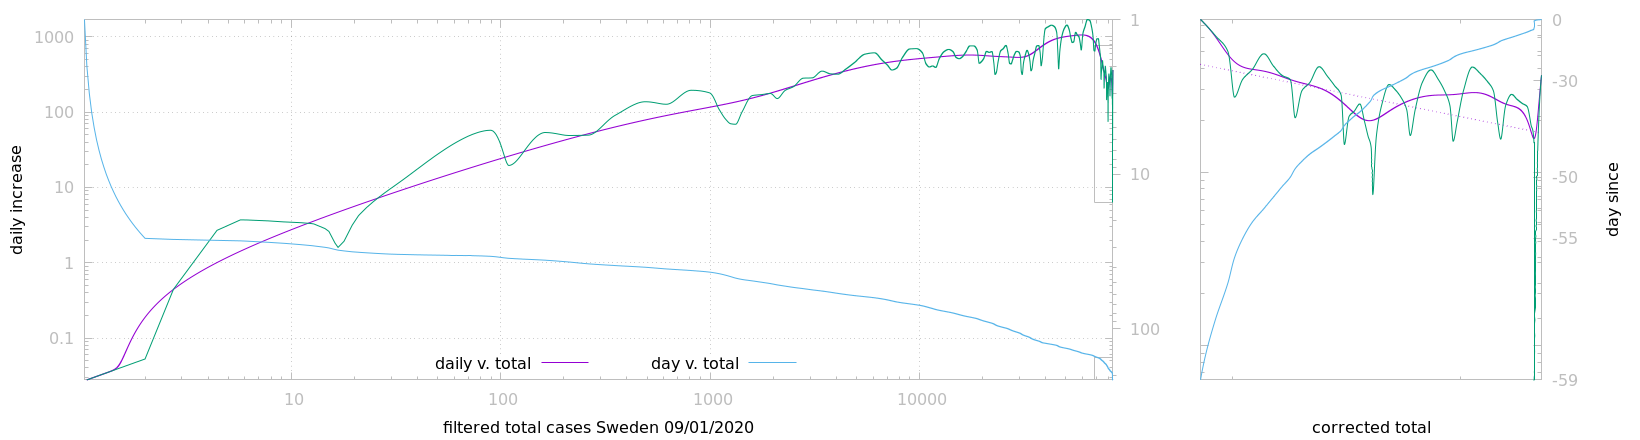 1000
100
10
1
0.1
daily increase
10
100
1000
10000
filtered total cases Sweden 09/01/2020
daily v. total
day v. total
1
10
100
0
-30
-50
-55
-59
day since
corrected total